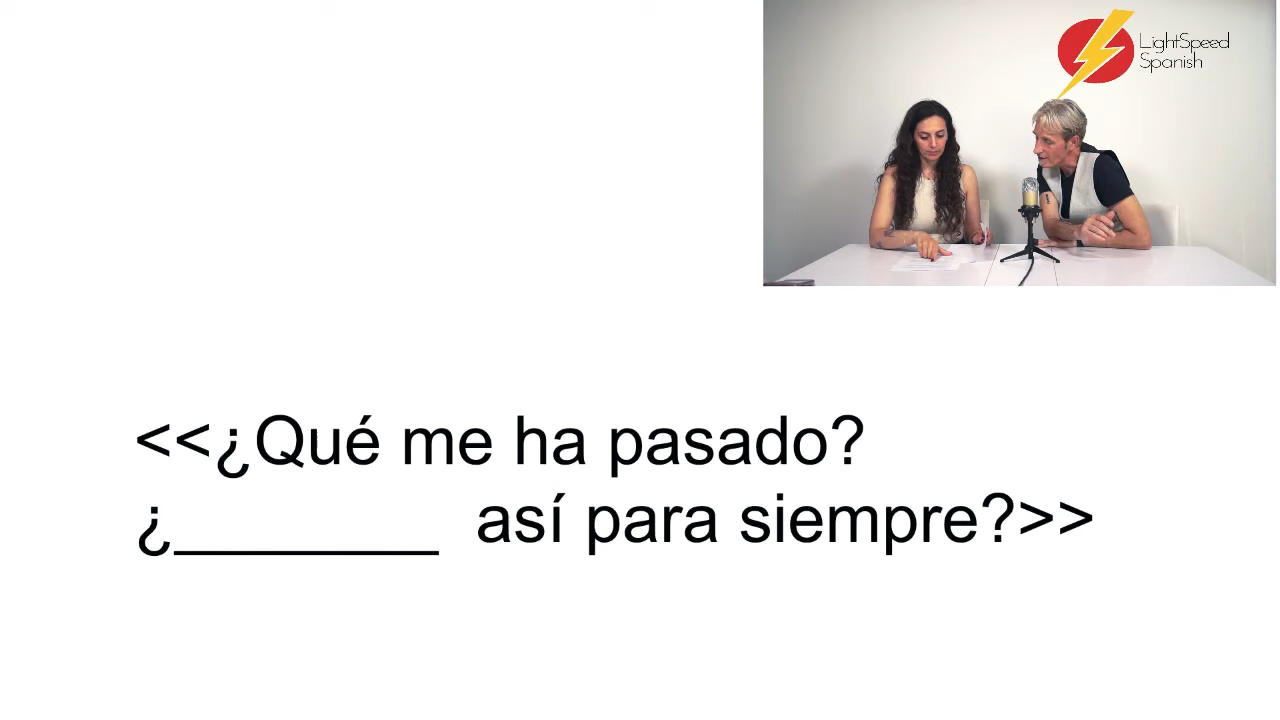 LightSpeed
Spanish
<<¿Qué me ha pasado?
¿________ así para siempre?>>